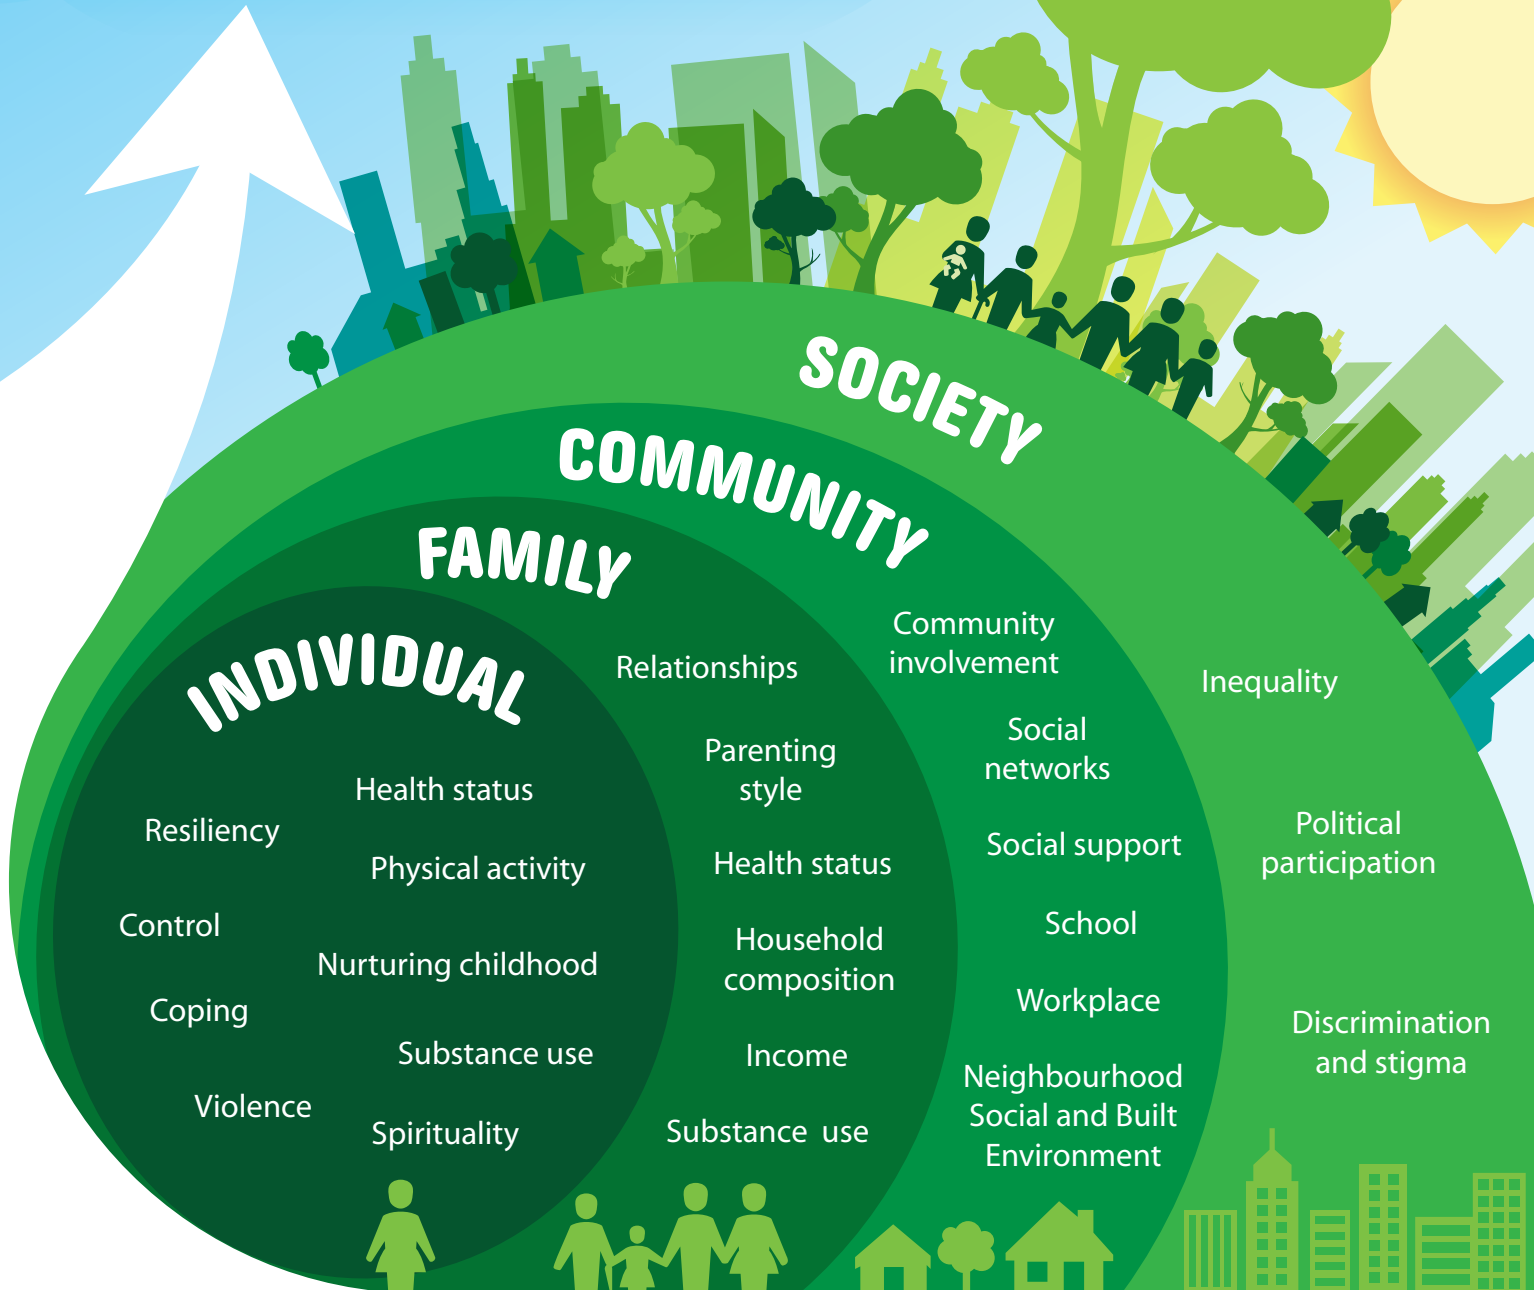 SOCIETY
COMMUNITY
FAMILY
INDIVIDUAL
Health status
Resiliency
Physical activity
Control
Nurturing childhood
Coping
Substance use
Violence
Spirituality
Relationships
Parenting
style
Health status
Household
composition
Income
Substance use
Community
involvement
Social
networks
Social support
School
Workplace
Neighbourhood
Social and Built
Environment
Inequality
Political
participation
Discrimination
and stigma